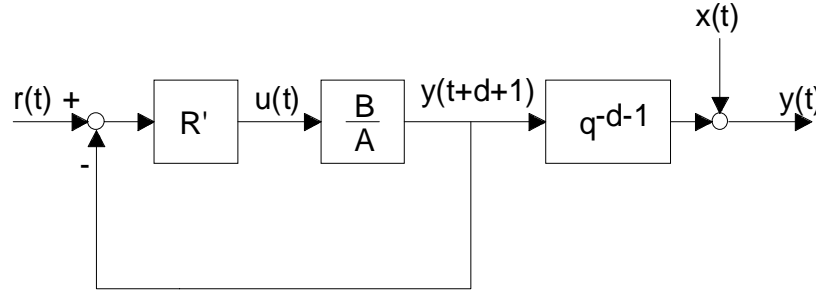 x(t)
r(t) + u(t) y(t+d+1) y(t)
R' B/A q-d-1
-